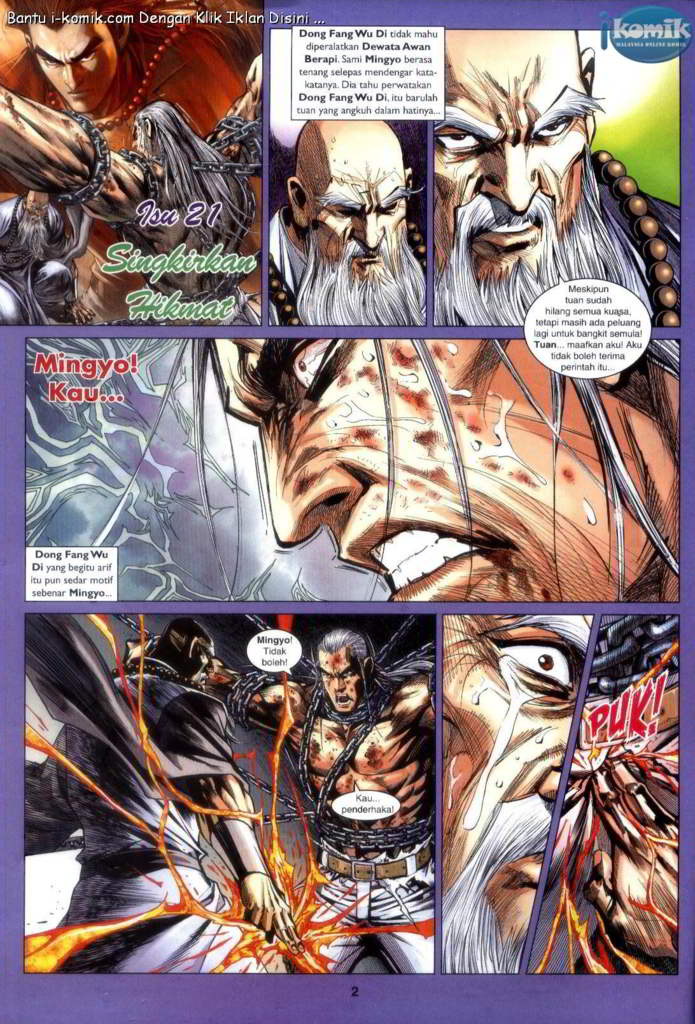 Bantu i-komik.com Dengan Klik Iklan Disini ...
ikomik
MALAYSIA ONLINE KOMIK
Isu 21
Singkirkan
Hikmat
Dong Fang Wu Di tidak mahu
diperalatkan Dewata Awan
Berapi. Sami Mingyo berasa
tenang selepas mendengar kata-
katanya. Dia tahu perwatakan
Dong Fang Wu Di, itu barulah
tuan yang angkuh dalam hatinya...
Meskipun
tuan sudah
hilang semua kuasa,
tetapi masih ada peluang
lagi untuk bangkit semula!
Tuan... maafkan aku! Aku
tidak boleh terima
perintah itu...
Mingyo!
Kau...
Dong Fang Wu
Di yang begitu arif
itu pun sedar motif
sebenar Mingyo..
Mingyo!
Tidak
boleh!
Kau...
penderhaka!
PUK!
2